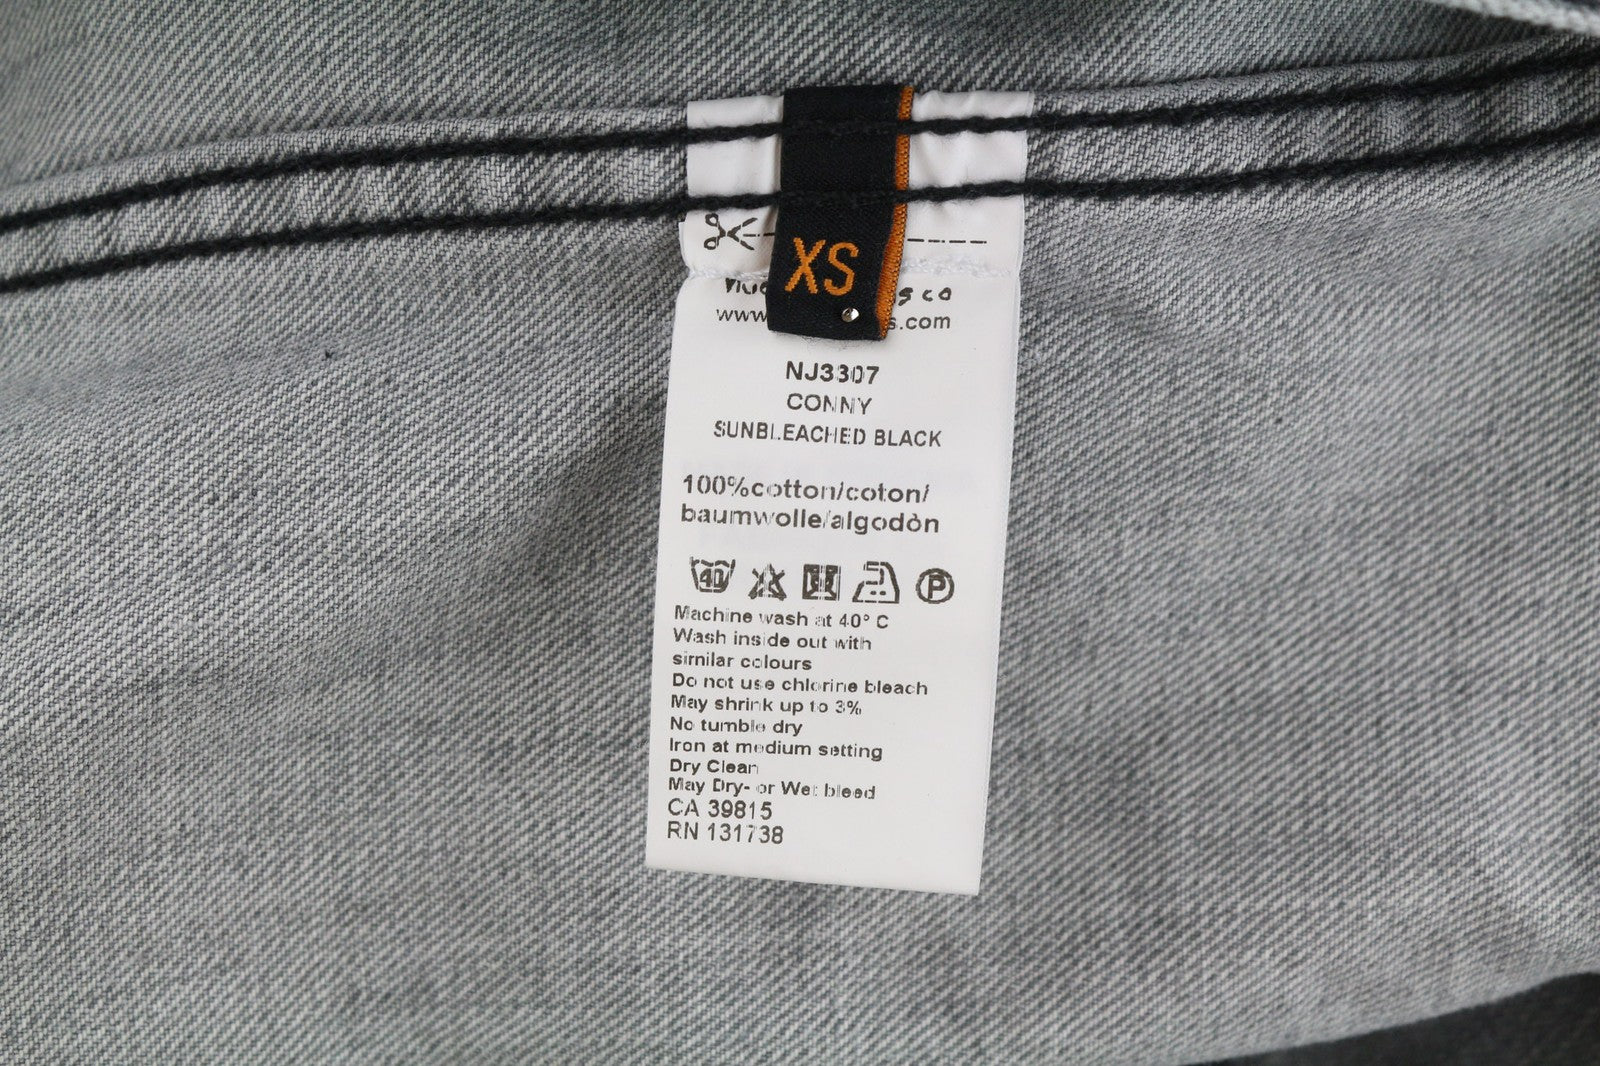 XS
s.com
NJ3307
CONNY
SUNBLEACHED BLACK
100%cotton/coton/
baumwolle/algodòn
40
P
Machine wash at 40° C
Wash inside out with
similar colours
Do not use chlorine bleach
May shrink up to 3%
No tumble dry
Iron at medium setting
Dry Clean
May Dry- or Wet bleed
CA 39815
RN 131738